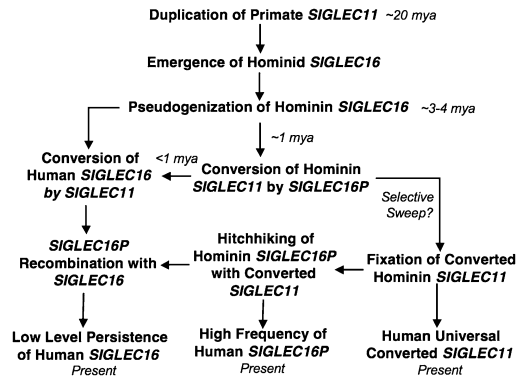 Duplication of Primate SIGLEC11 ~20 mya
Emergence of Hominid SIGLEC16
Pseudogenization of Hominin SIGLEC16 ~3-4 mya
~1 mya
Conversion of
Human SIGLEC16
by SIGLEC11
<1 mya
Conversion of Hominin
SIGLEC11 by SIGLEC16P
Selective
Sweep?
SIGLEC16P
Recombination with
SIGLEC16
Hitchhiking of
Hominin SIGLEC16P
with Converted
SIGLEC11
Fixation of Converted
Hominin SIGLEC11
Low Level Persistence
of Human SIGLEC16
Present
High Frequency of
Human SIGLEC16P
Present
Human Universal
Converted SIGLEC11
Present